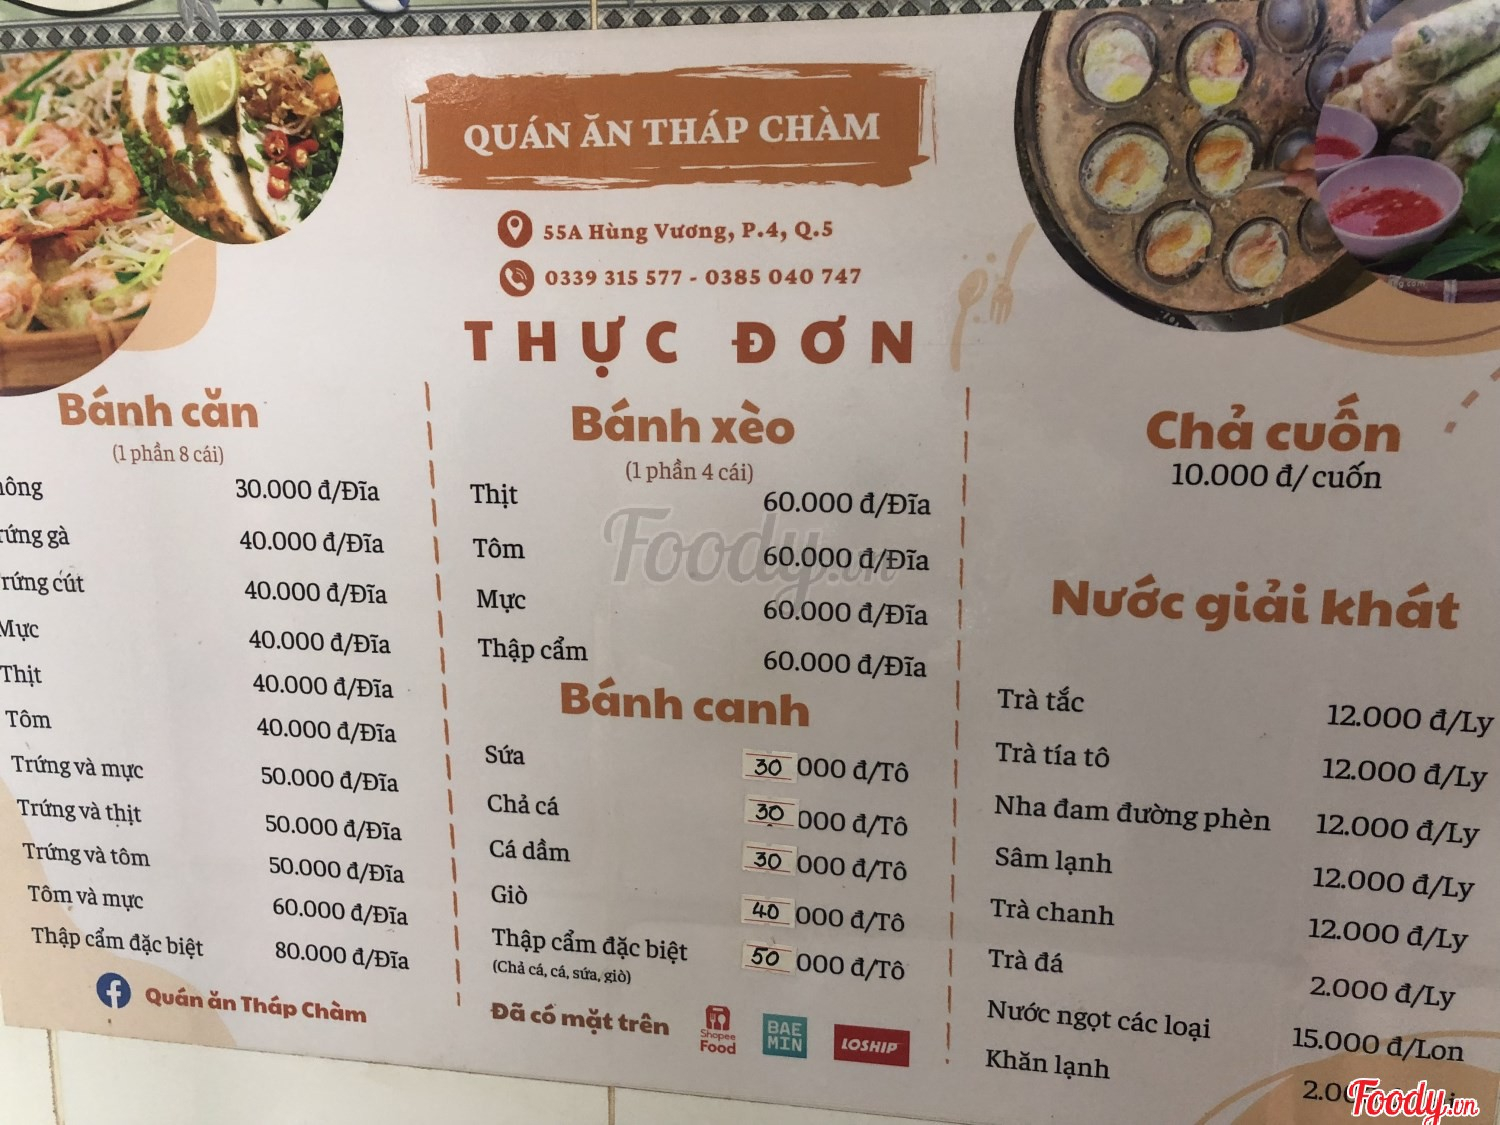 QUÁN ĂN THÁP CHÀM
55A Hùng Vương, P.4, Q.5
0339 315 577 - 0385 040 747
THỰC ĐƠN
Bánh căn
(1 phần 8 cái)
30.000 đ/Đĩa
gà 40.000 đ/Đĩa
cút 40.000 đ/Đĩa
Mực 40.000 đ/Đĩa
Thịt 40.000 đ/Đĩa
Tôm 40.000 đ/Đĩa
Trứng và mực 50.000 đ/Đĩa
Trứng và thịt 50.000 đ/Đĩa
Trứng và tôm 50.000 đ/Đĩa
Tôm và mực 60.000 đ/Đĩa
Thập cẩm đặc biệt 80.000 đ/Đĩa
Quán ăn Tháp Chàm
Bánh xèo
(1 phần 4 cái)
Thịt 60.000 đ/Đĩa
Tôm 60.000 đ/Đĩa
Mực 60.000 đ/Đĩa
Thập cẩm 60.000 đ/Đĩa
Bánh canh
Sứa 30 000 đ/Tô
Chả cá 30 000 đ/Tô
Cá dầm 30 000 đ/Tô
Giò 40 000 đ/Tô
Thập cẩm đặc biệt 50 000 đ/Tô
(Chả cá, cá, sứa, giò)
Đã có mặt trên
Shopee
Food
BAE
MIN
LOSHIP
Chả cuốn
10.000 đ/ cuốn
Nước giải khát
Trà tắc 12.000 đ/Ly
Trà tía tô 12.000 đ/Ly
Nha đam đường phèn 12.000 đ/Ly
Sâm lạnh 12.000 đ/Ly
Trà chanh 12.000 đ/Ly
Trà đá 2.000 đ/Ly
Nước ngọt các loại 15.000 đ/Lon
Khăn lạnh
Foody.vn
Foody.vn